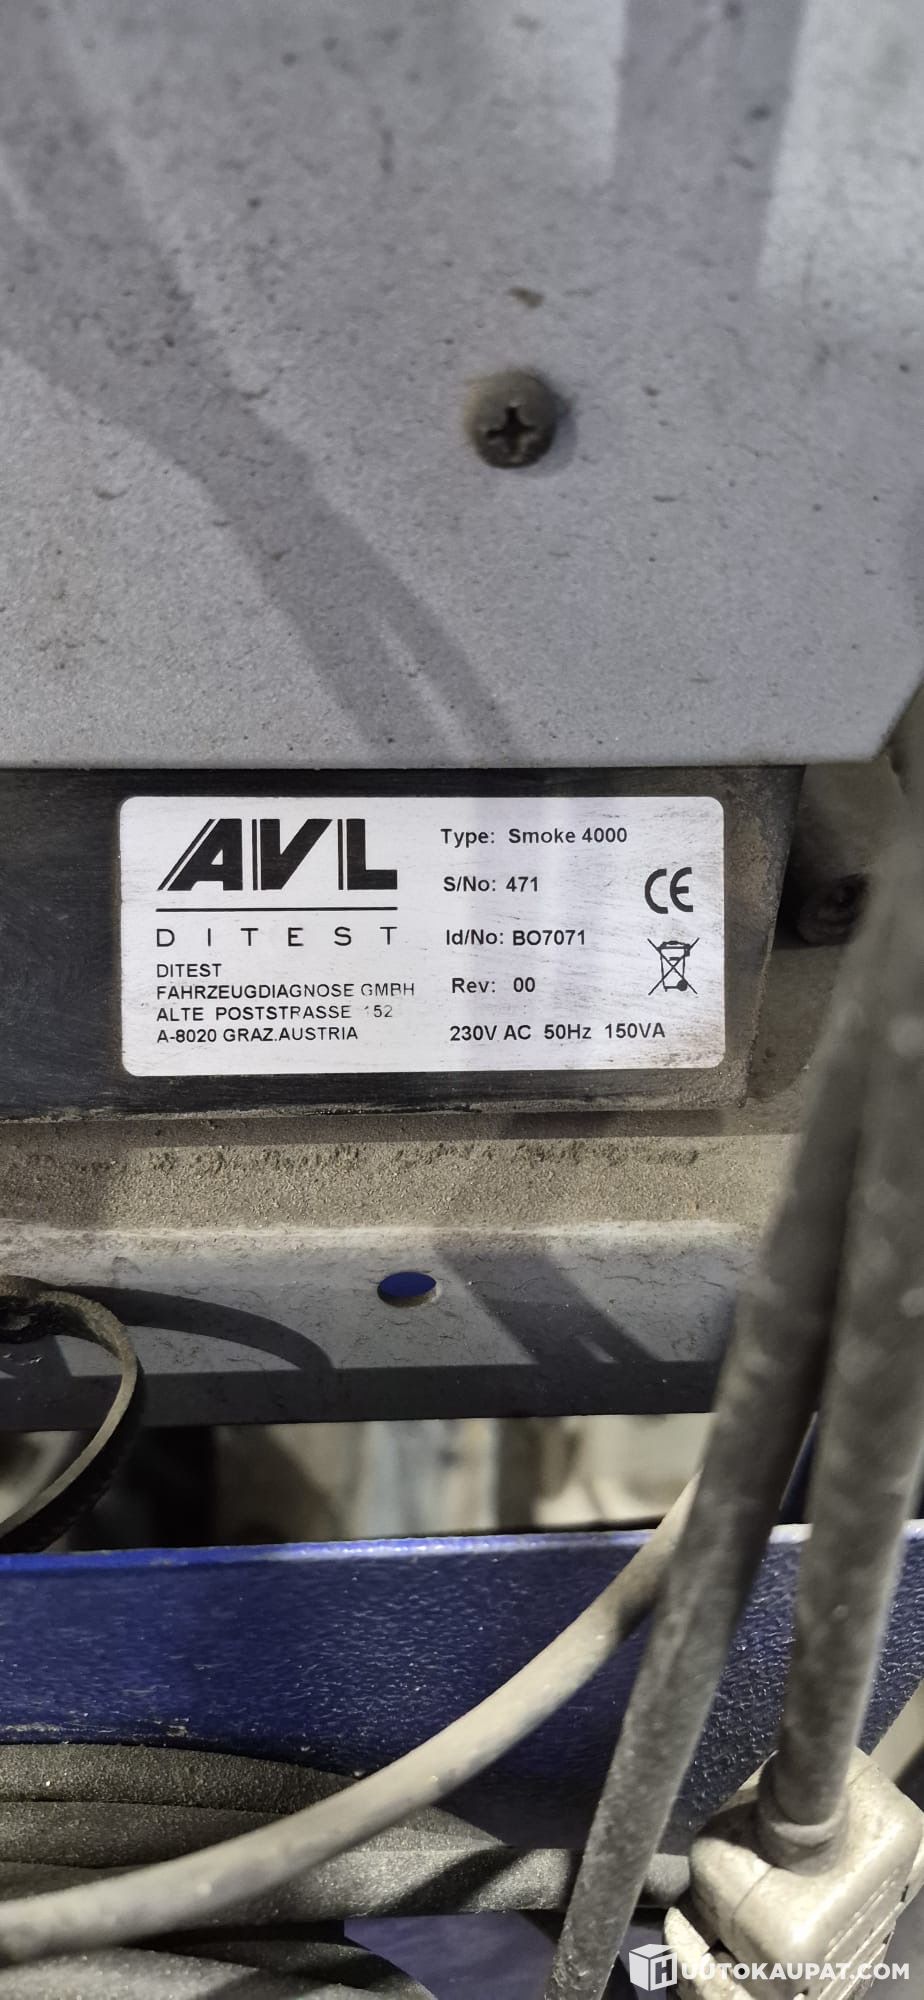 AVL
DITEST
DITEST
FAHRZEUGDIAGNOSE GMBH
ALTE POSTSTRASSE 152
A-8020 GRAZ.AUSTRIA
Type: Smoke 4000
S/No: 471
CE
Id/No: BO7071
Rev: 00
230V AC 50Hz 150VA
HUUTOKAUPAT.COM